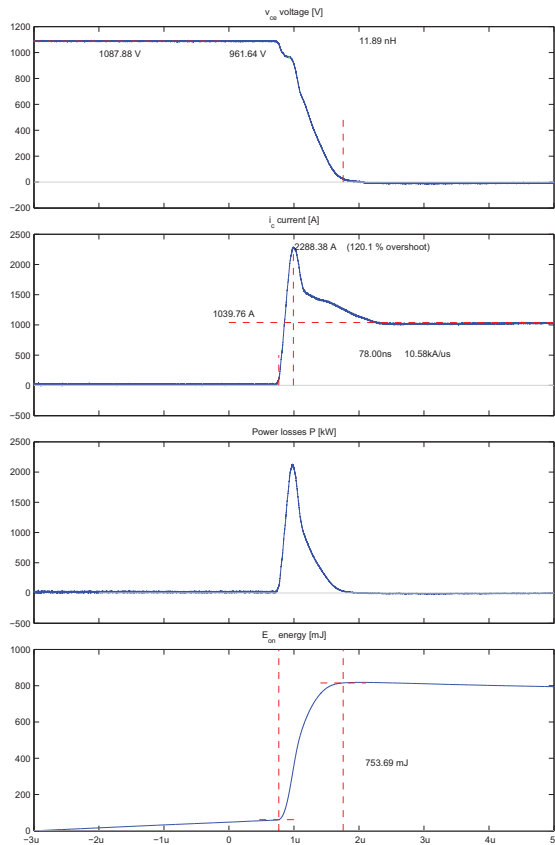 v_ce voltage [V]
1200
1000
800
600
400
200
0
−200
1087.88 V
961.64 V
11.89 nH
i_c current [A]
2500
2000
1500
1000
500
0
−500
2288.38 A (120.1 % overshoot)
1039.76 A
78.00ns 10.58kA/us
Power losses P [kW]
2500
2000
1500
1000
500
0
−500
E_on energy [mJ]
1000
800
600
400
200
0
753.69 mJ
−3u −2u −1u 0 1u 2u 3u 4u 5